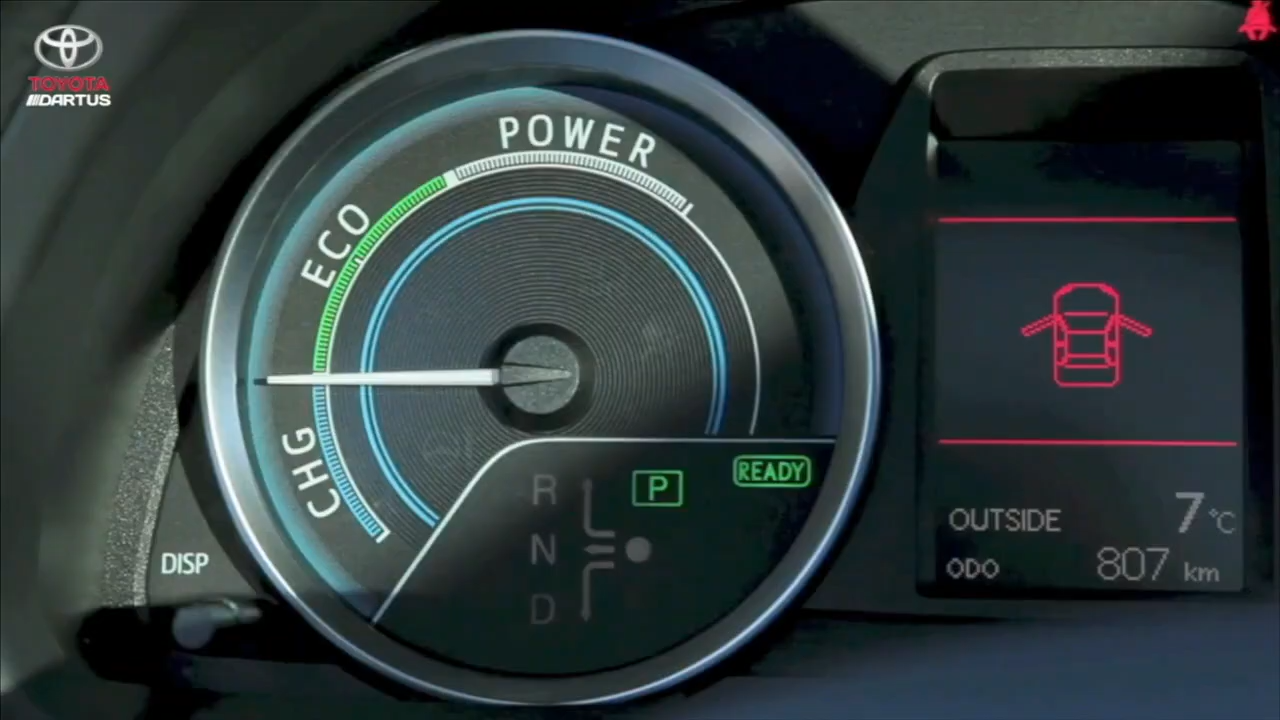 TOYOTA
DARTUS
POWER
ECO
CHG
READY
P
R
N
D
DISP
OUTSIDE 7 °C
ODO 807 km